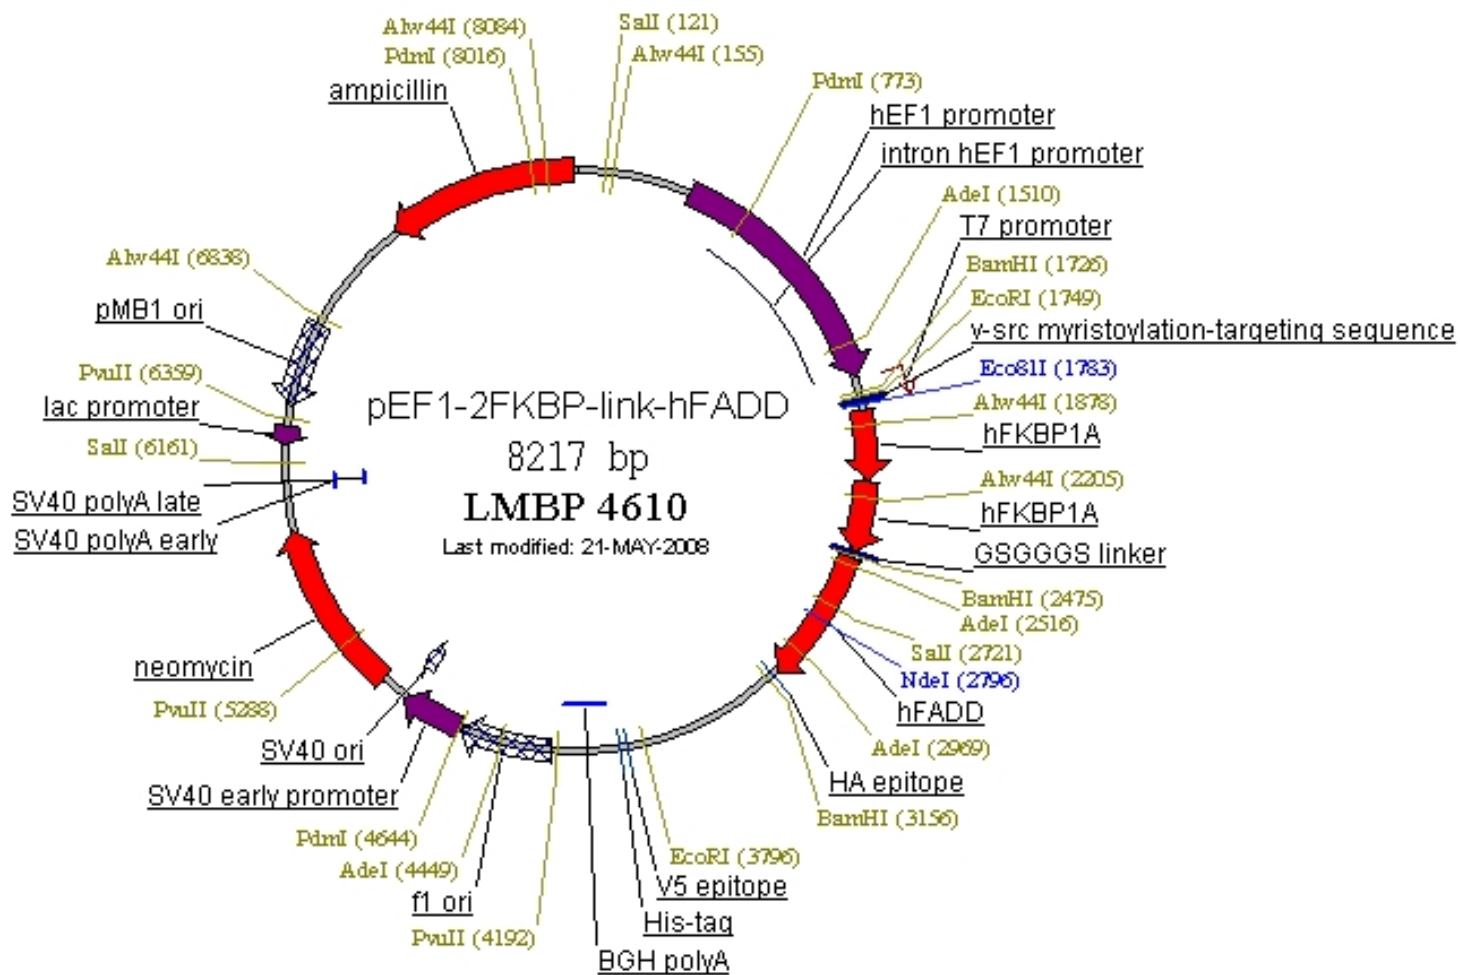 Alw44I (8084)
PdmI (8016)
ampicillin
SalI (121)
Alw44I (155)
PdmI (773)
hEF1 promoter
intron hEF1 promoter
AdeI (1510)
T7 promoter
BamHI (1726)
EcoRI (1749)
v-src myristoylation-targeting sequence
Eco81I (1783)
Alw44I (1878)
hFKBP1A
Alw44I (2205)
hFKBP1A
GSGGGS linker
BamHI (2475)
AdeI (2516)
SalI (2721)
NdeI (2796)
hFADD
AdeI (2969)
HA epitope
BamHI (3156)
EcoRI (3796)
V5 epitope
His-tag
BGH polyA
PvuII (4192)
f1 ori
AdeI (4449)
PdmI (4644)
SV40 early promoter
SV40 ori
PvuII (5288)
neomycin
SV40 polyA early
SV40 polyA late
SalI (6161)
lac promoter
PvuII (6359)
pMB1 ori
Alw44I (6838)
pEF1-2FKBP-link-hFADD
8217 bp
LMBP 4610
Last modified: 21-MAY-2008